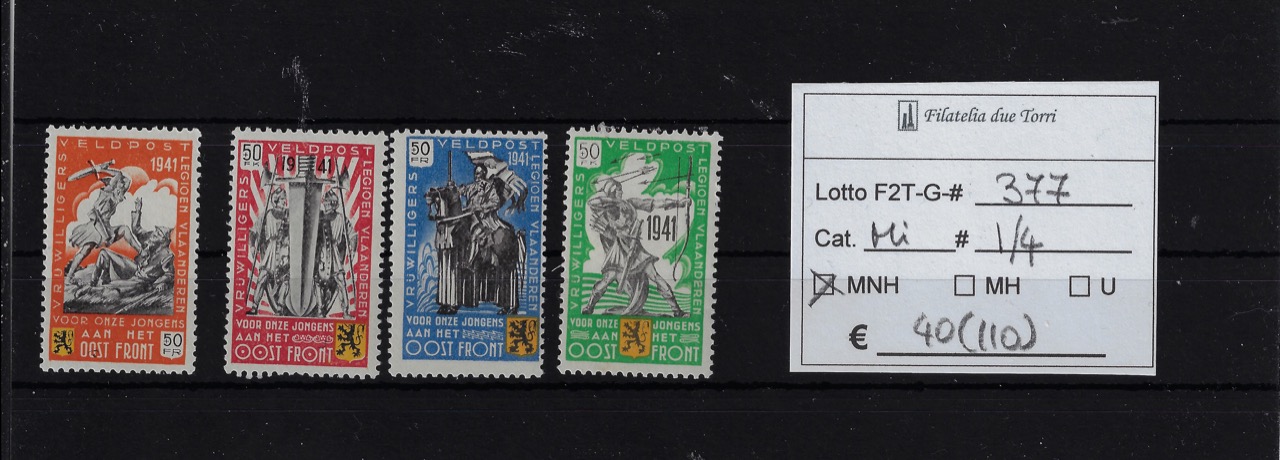 VELDPOST
1941
VRIJWILLIGERS
LEGIOEN VLAANDEREN
VOOR ONZE JONGENS
AAN HET
OOST FRONT
50
FR
VELDPOST
50
FR
1941
VRIJWILLIGERS
LEGIOEN VLAANDEREN
VOOR ONZE JONGENS
AAN HET
OOST FRONT
VELDPOST
50
FR
1941
VRIJWILLIGERS
LEGIOEN VLAANDEREN
VOOR ONZE JONGENS
AAN HET
OOST FRONT
VELDPOST
50
FR
1941
VRIJWILLIGERS
LEGIOEN VLAANDEREN
VOOR ONZE
JONGENS
AAN
HET
OOST
FRONT
Filatelia due Torri
Lotto F2T-G-# 377
Cat. Mi # 1/4
MNH MH U
€ 40(110)